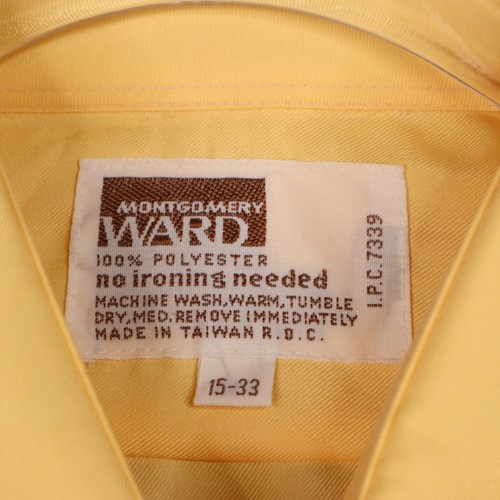 MONTGOMERY
WARD
100% POLYESTER
no ironing needed
MACHINE WASH, WARM, TUMBLE
DRY, MED. REMOVE IMMEDIATELY
MADE IN TAIWAN R.O.C.
I.P.C. 7339
15-33